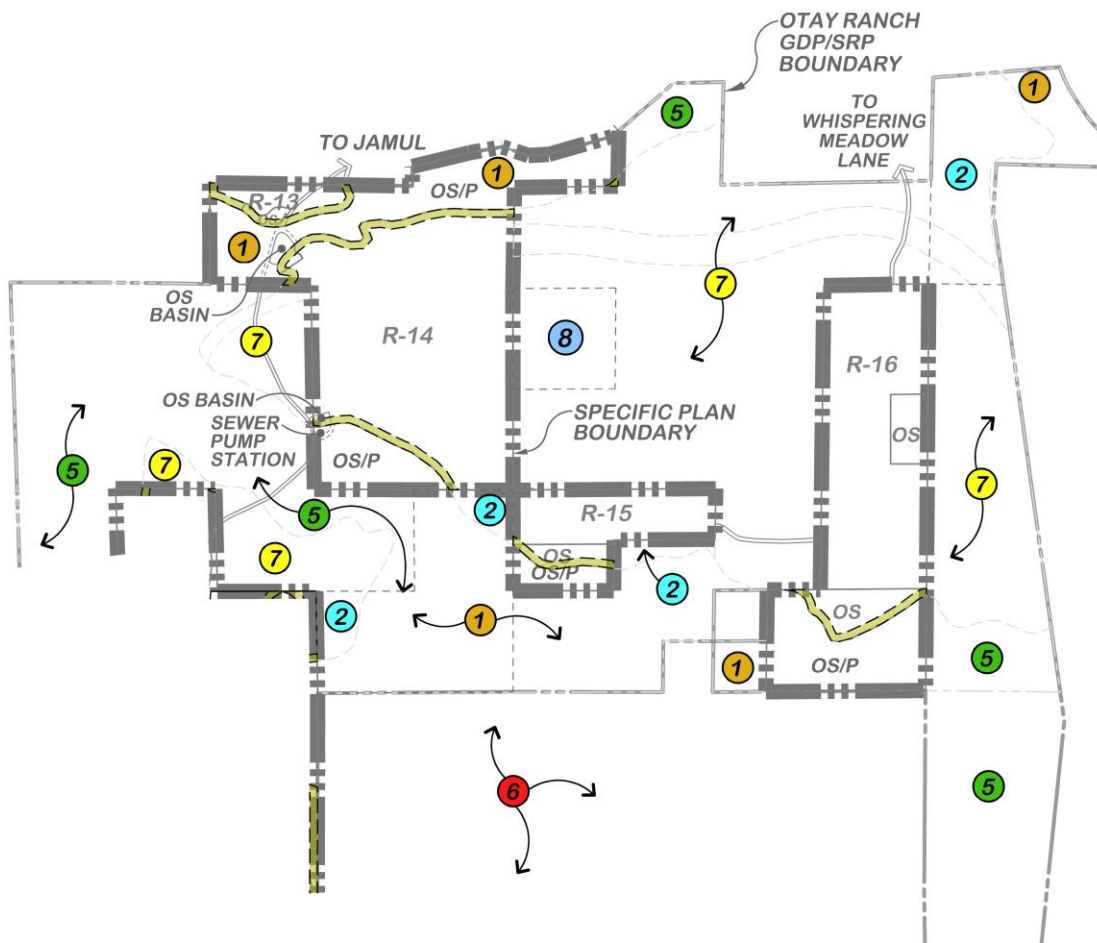 OTAY RANCH
GDP/SRP
BOUNDARY
1
5
TO
WHISPERING
MEADOW
LANE
TO JAMUL
1
OS/P
2
R-13
OS
1
OS
BASIN
7
7
R-14
8
R-16
OS BASIN
SEWER
PUMP
STATION
SPECIFIC PLAN
BOUNDARY
OS
OS/P
5
7
7
5
2
R-15
7
OS
OS/P
2
2
1
OS
1
OS/P
5
6
5